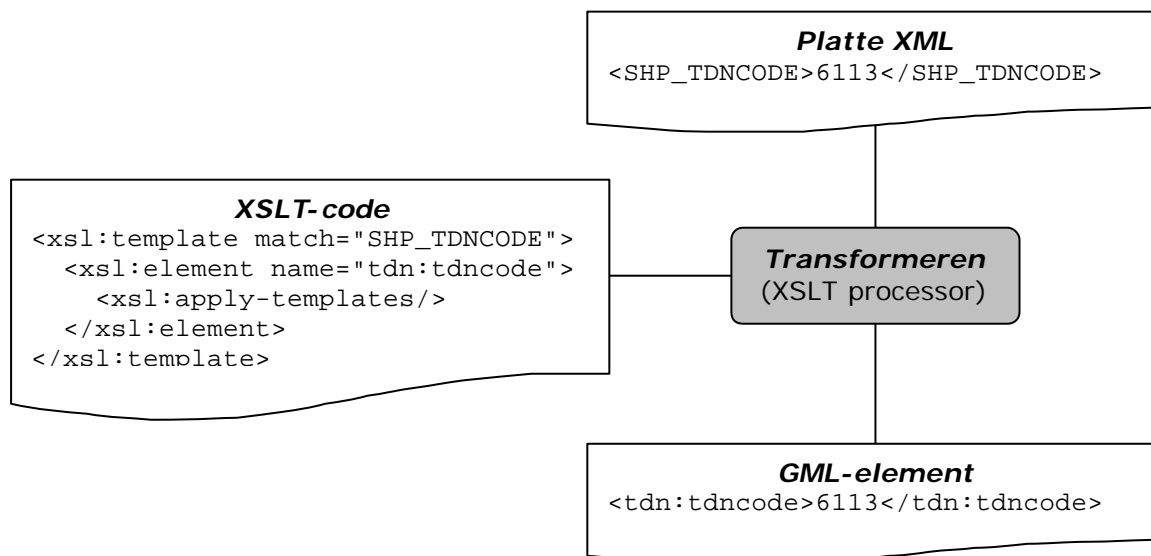 Platte XML
<SHP_TDNCODE>6113</SHP_TDNCODE>
XSLT-code
<xsl:template match="SHP_TDNCODE">
  <xsl:element name="tdn:tdncode">
    <xsl:apply-templates/>
  </xsl:element>
</xsl:template>
Transformeren
(XSLT processor)
GML-element
<tdn:tdncode>6113</tdn:tdncode>